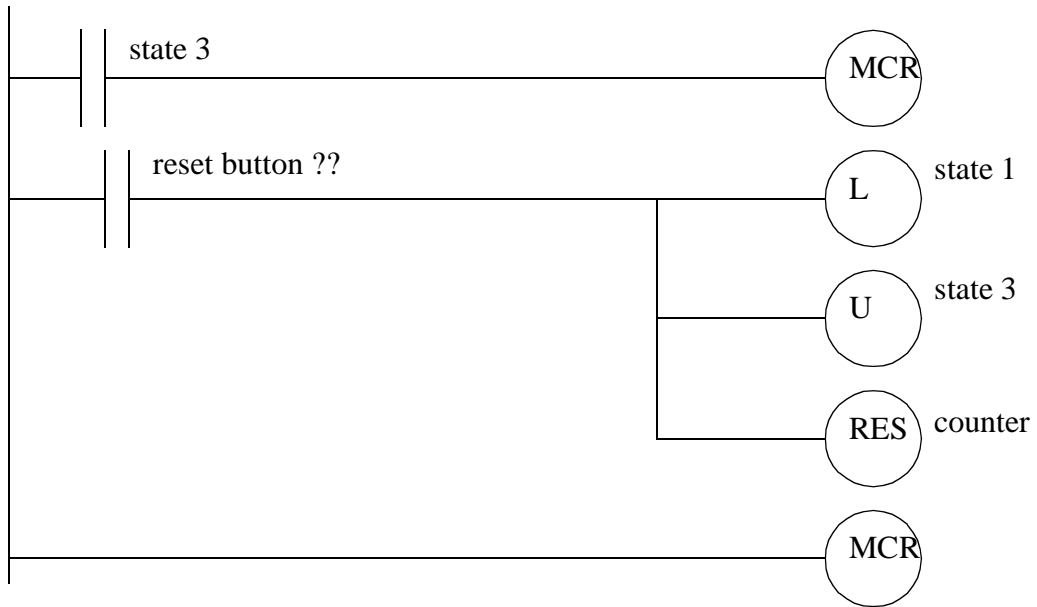 state 3
MCR
reset button ??
L
state 1
U
state 3
RES
counter
MCR